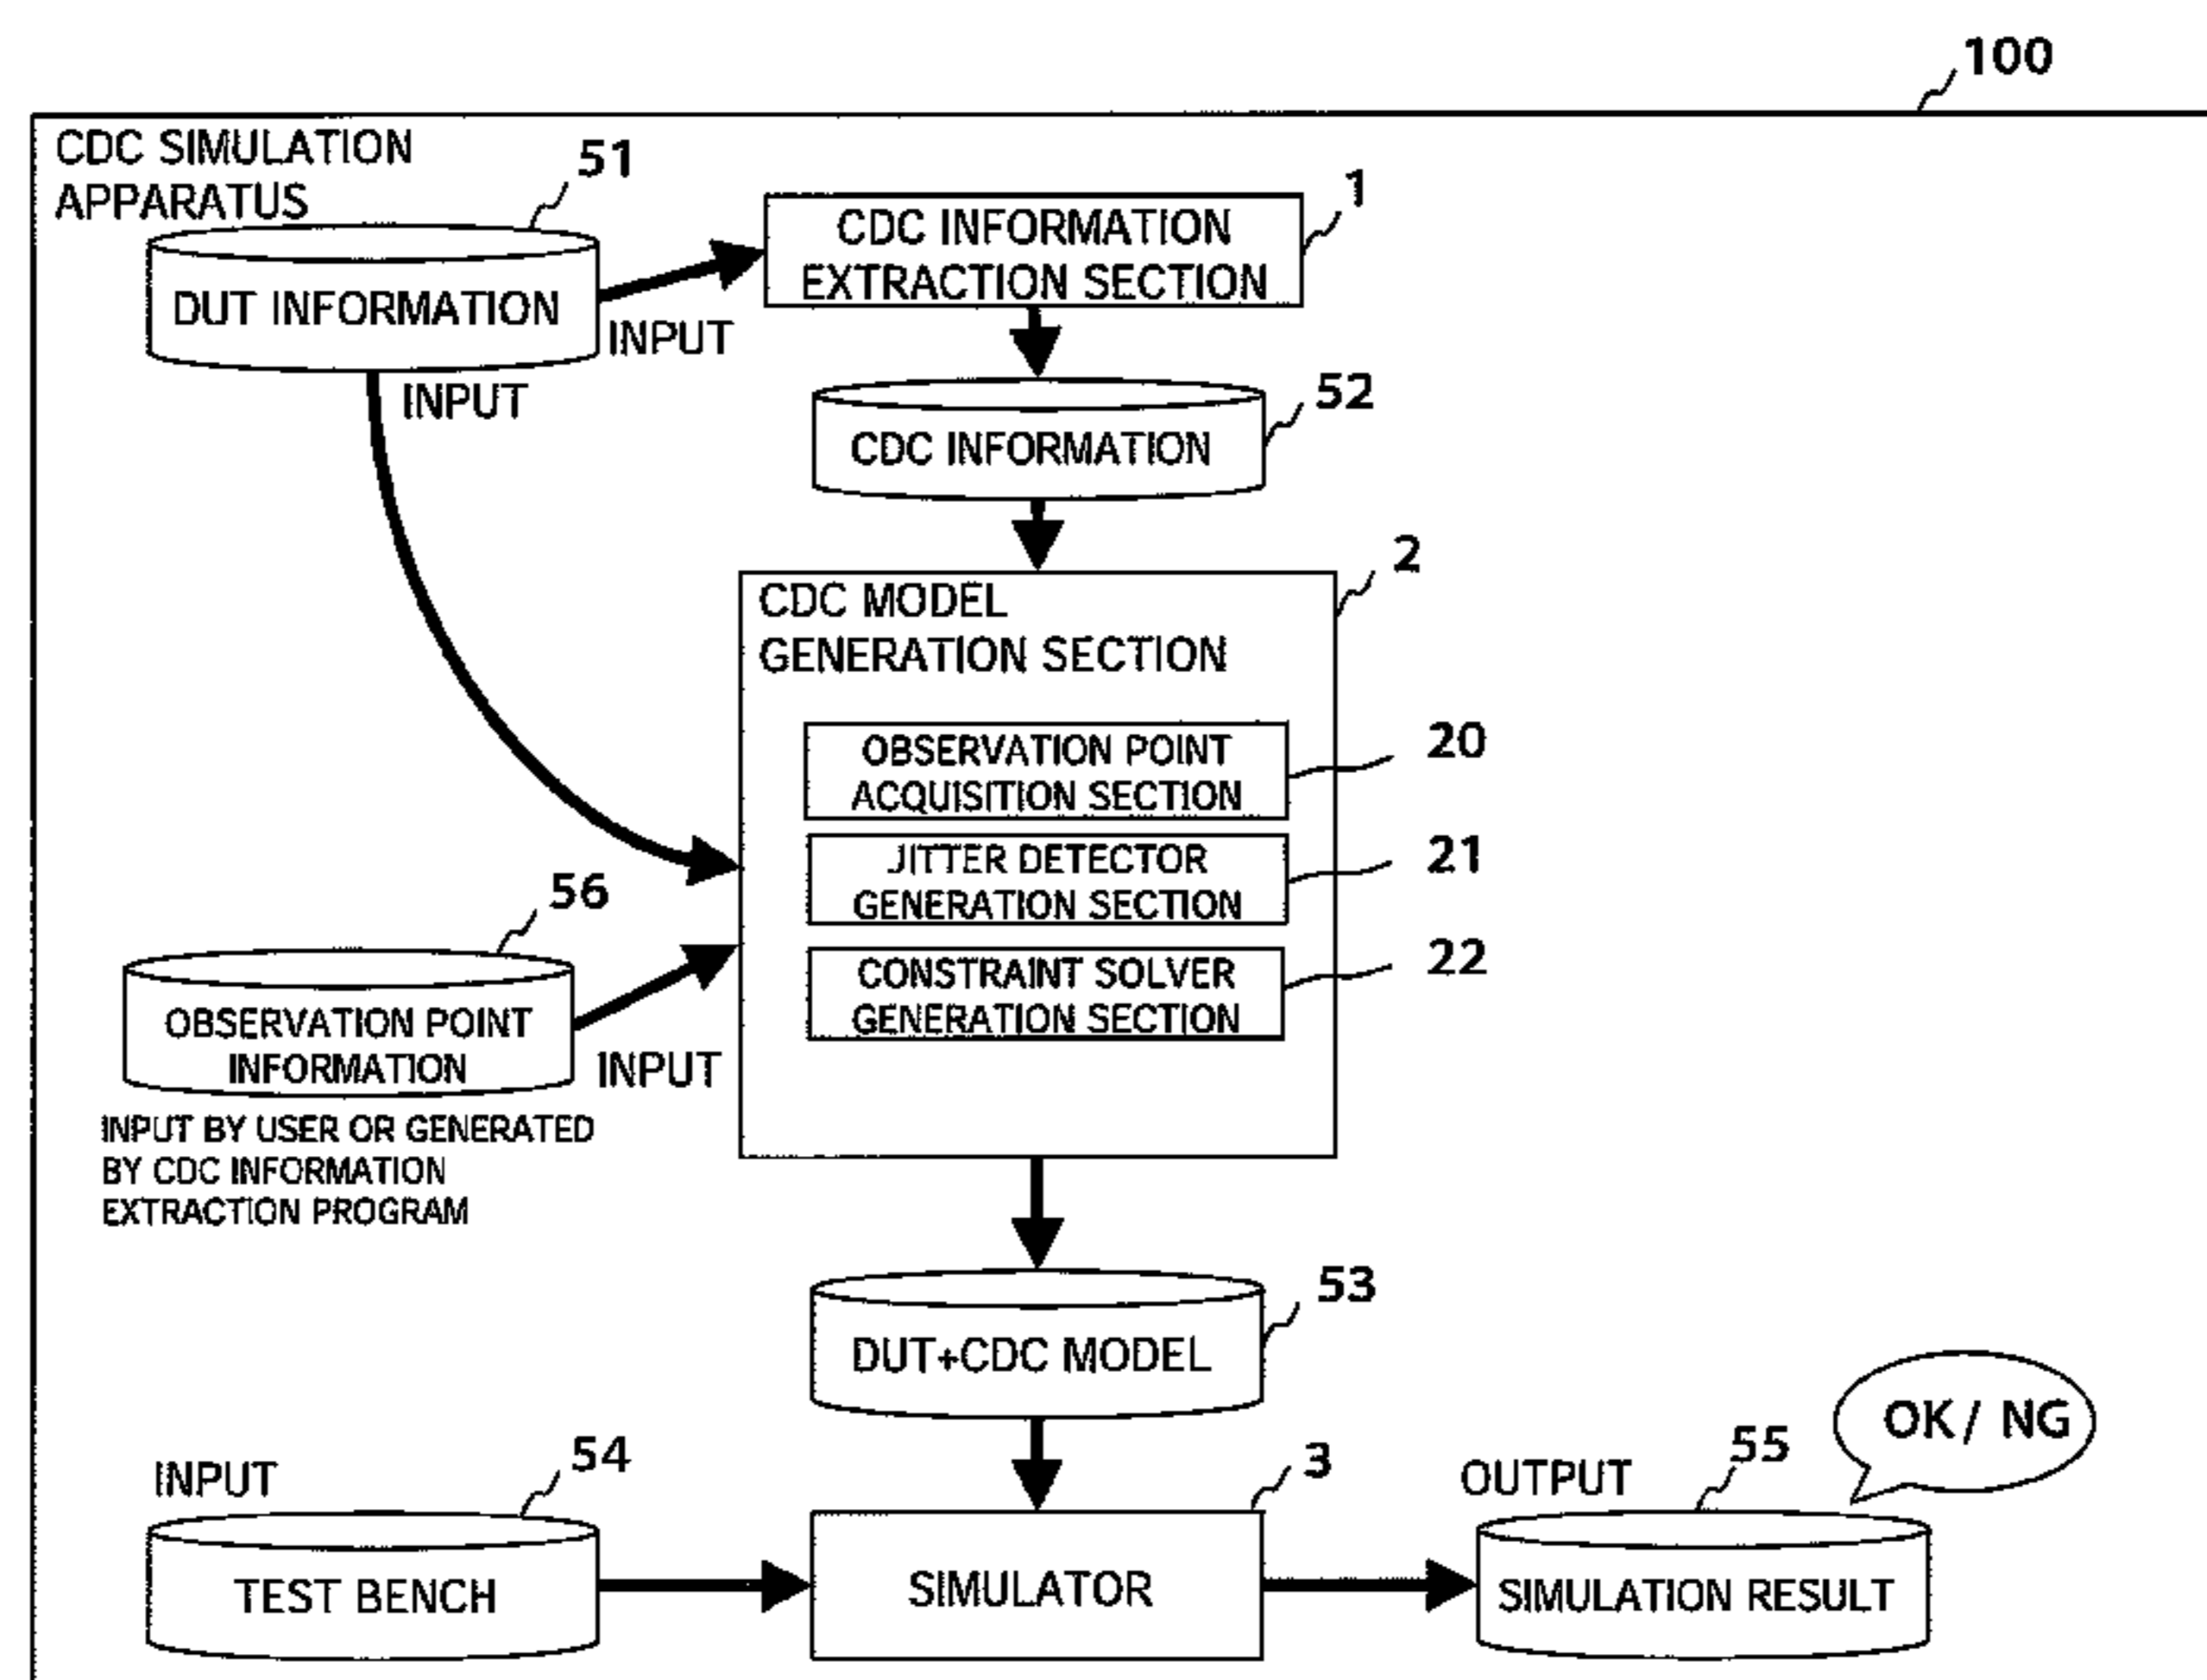 100
CDC SIMULATION
APPARATUS
51
DUT INFORMATION
INPUT
INPUT
1
CDC INFORMATION
EXTRACTION SECTION
52
CDC INFORMATION
2
CDC MODEL
GENERATION SECTION
20
OBSERVATION POINT
ACQUISITION SECTION
21
JITTER DETECTOR
GENERATION SECTION
22
CONSTRAINT SOLVER
GENERATION SECTION
56
OBSERVATION POINT
INFORMATION
INPUT
INPUT BY USER OR GENERATED
BY CDC INFORMATION
EXTRACTION PROGRAM
53
DUT+CDC MODEL
INPUT
54
TEST BENCH
3
SIMULATOR
OUTPUT
55
OK/ NG
SIMULATION RESULT